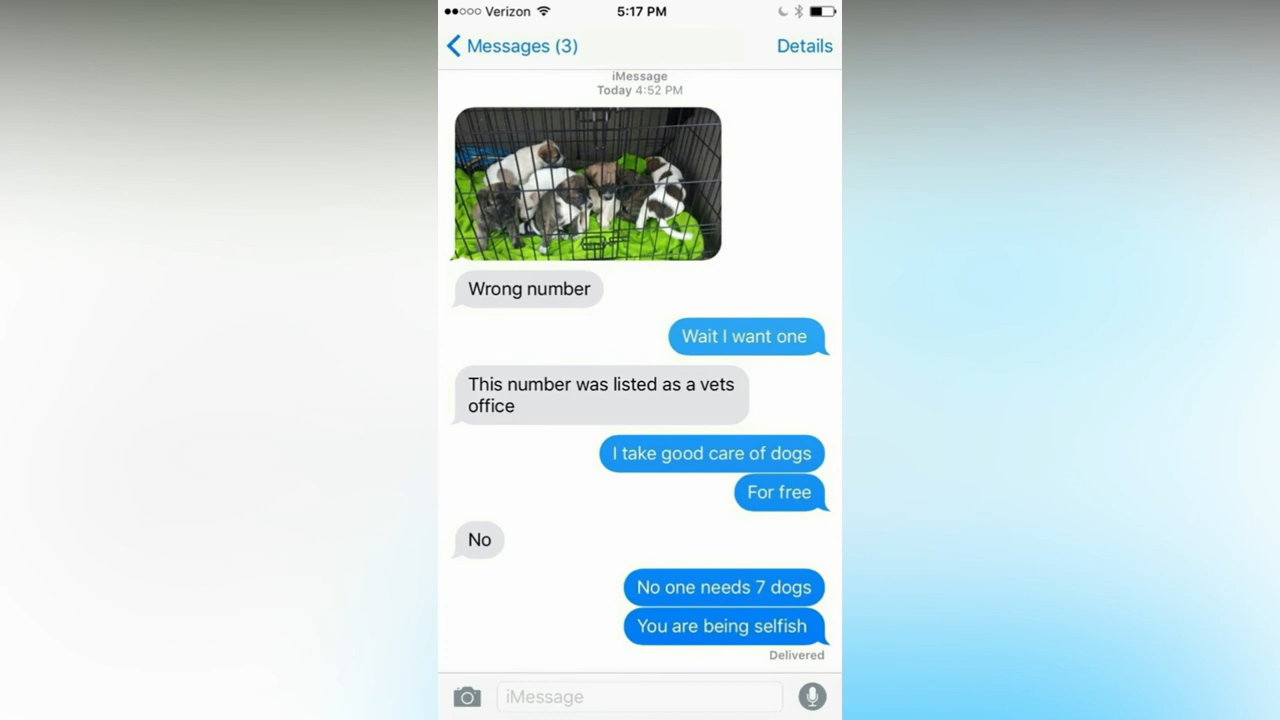 Verizon 5:17 PM
Messages (3) Details
iMessage
Today 4:52 PM
Wrong number
Wait I want one
This number was listed as a vets
office
I take good care of dogs
For free
No
No one needs 7 dogs
You are being selfish
Delivered
iMessage